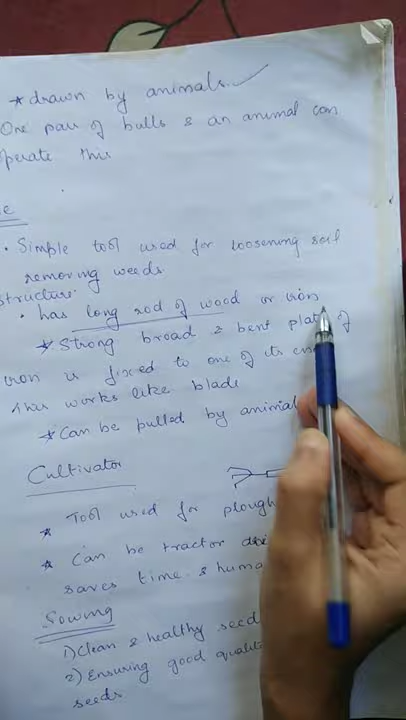 * drawn by animals.
One pair of bulls & an animal can
operate this
e
• Simple tool used for loosening soil
removing weeds
structure
• has long rod of wood or iron
* Strong broad & bent plate of
iron is fixed to one of its en
this works like blade
* Can be pulled by animal
Cultivator
* Tool used for plough
* Can be tractor
saves time & huma
Sowing
1) Clean & healthy seed
2) Ensuring good qualit
seeds